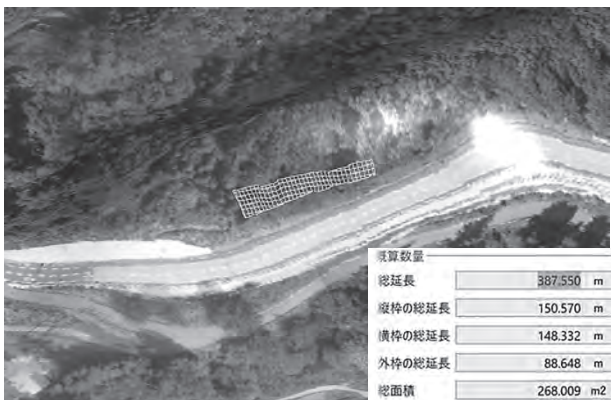 概算数量
総延長 387.550 m
縦枠の総延長 150.570 m
横枠の総延長 148.332 m
外枠の総延長 88.648 m
総面積 268.009 m2